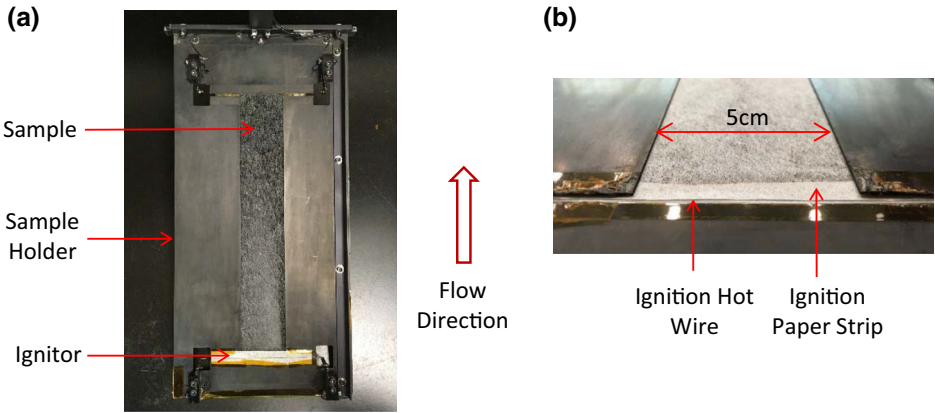 (a)
Sample
Sample
Holder
Ignitor
Flow
Direction
(b)
5cm
Ignition Hot
Wire
Ignition
Paper Strip